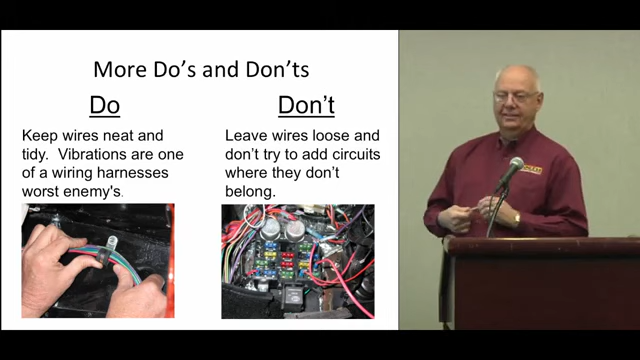 More Do's and Don'ts
Do
Keep wires neat and
tidy.  Vibrations are one
of a wiring harnesses
worst enemy's.
Don't
Leave wires loose and
don't try to add circuits
where they don't
belong.